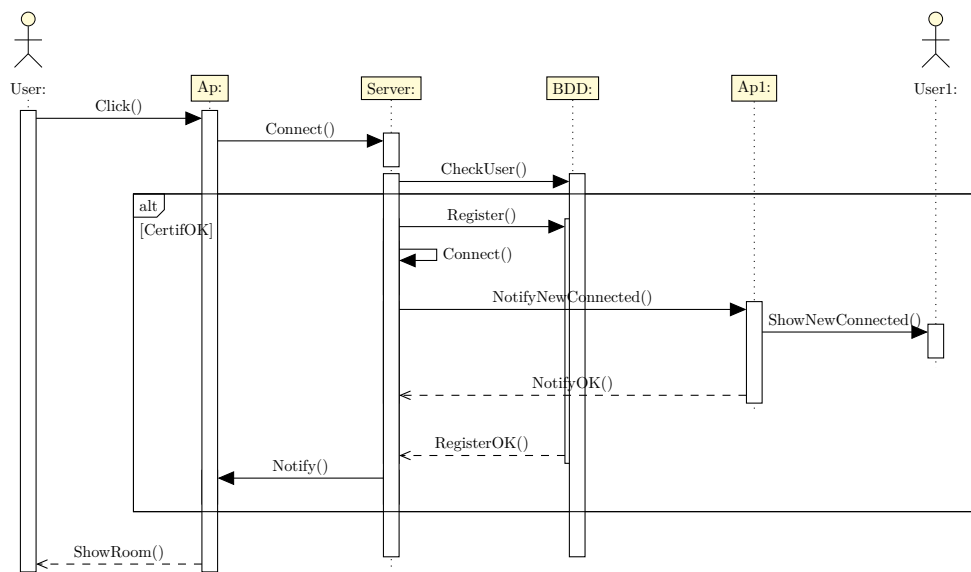 User:
Ap:
Server:
BDD:
Ap1:
User1:
Click()
Connect()
CheckUser()
alt
[CertifOK]
Register()
Connect()
NotifyNewConnected()
ShowNewConnected()
NotifyOK()
RegisterOK()
Notify()
ShowRoom()